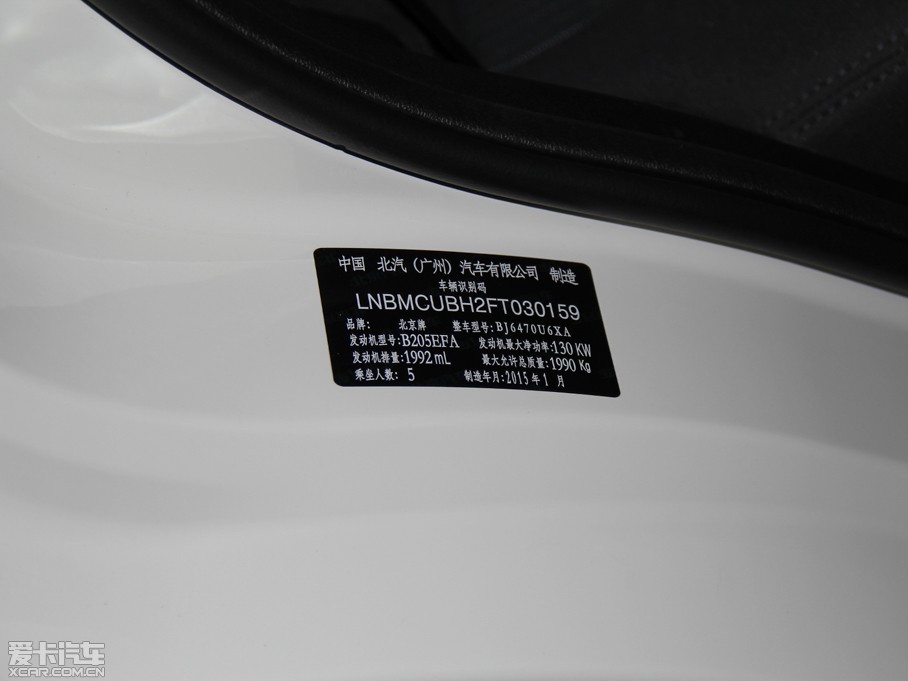 中国 北汽（广州）汽车有限公司 制造
车辆识别码
LNBMCUBH2FT030159
品牌： 北京牌 整车型号：BJ6470U6XA
发动机型号：B205EFA 发动机最大净功率：130 KW
发动机排量：1992 mL 最大允许总质量：1990 Kg
乘坐人数：5 制造年月：2015 年 1 月
爱卡汽车
XCAR.COM.CN